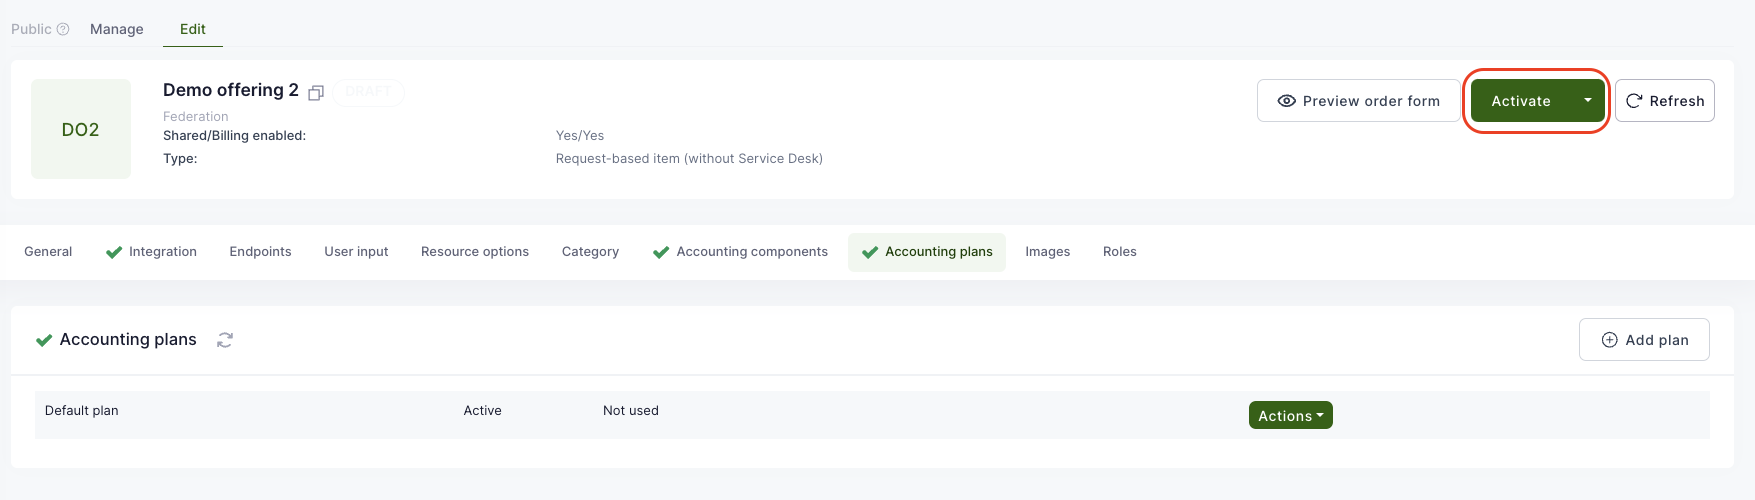 Public Manage Edit
DO2
Demo offering 2 DRAFT
Federation
Shared/Billing enabled: Yes/Yes
Type: Request-based item (without Service Desk)
Preview order form Activate Refresh
General Integration Endpoints User input Resource options Category Accounting components Accounting plans Images Roles
Accounting plans Add plan
Default plan Active Not used Actions